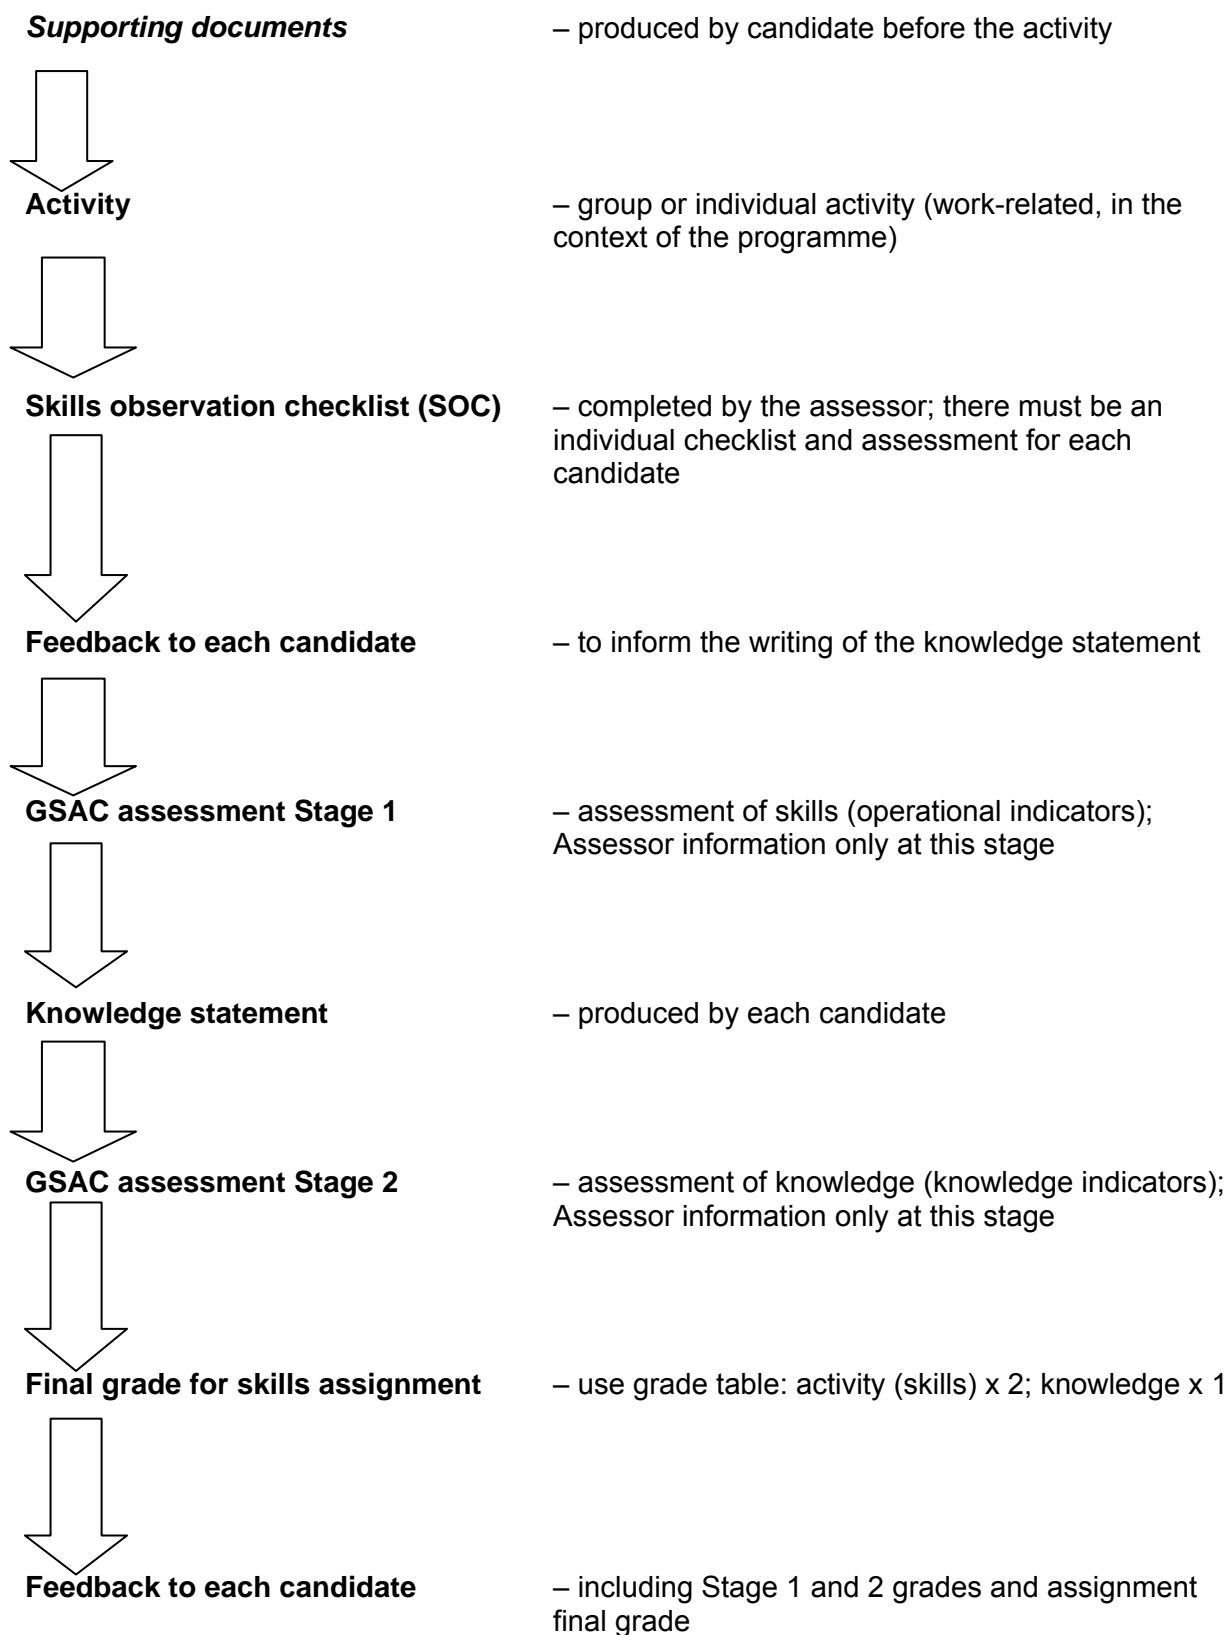 Supporting documents – produced by candidate before the activity
Activity – group or individual activity (work-related, in the
context of the programme)
Skills observation checklist (SOC) – completed by the assessor; there must be an
individual checklist and assessment for each
candidate
Feedback to each candidate – to inform the writing of the knowledge statement
GSAC assessment Stage 1 – assessment of skills (operational indicators);
Assessor information only at this stage
Knowledge statement – produced by each candidate
GSAC assessment Stage 2 – assessment of knowledge (knowledge indicators);
Assessor information only at this stage
Final grade for skills assignment – use grade table: activity (skills) x 2; knowledge x 1
Feedback to each candidate – including Stage 1 and 2 grades and assignment
final grade